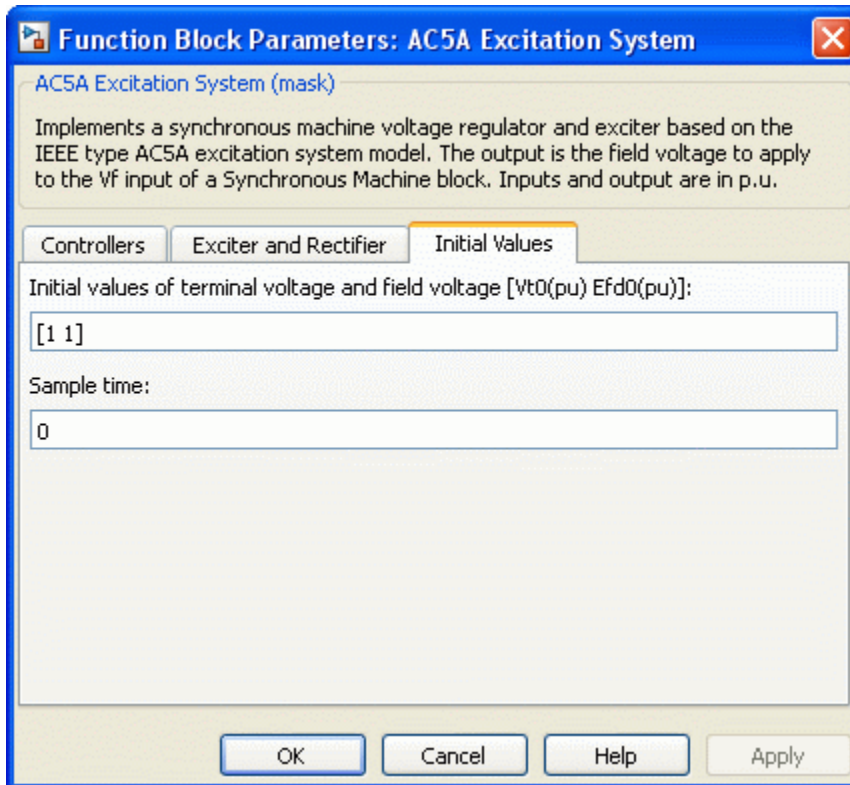 Function Block Parameters: AC5A Excitation System
AC5A Excitation System (mask)
Implements a synchronous machine voltage regulator and exciter based on the
IEEE type AC5A excitation system model. The output is the field voltage to apply
to the Vf input of a Synchronous Machine block. Inputs and output are in p.u.
Controllers Exciter and Rectifier Initial Values
Initial values of terminal voltage and field voltage [Vt0(pu) Efd0(pu)]:
[1 1]
Sample time:
0
OK Cancel Help Apply